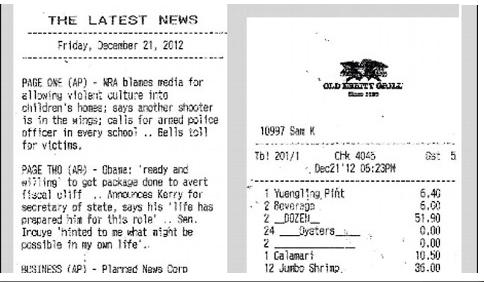 THE LATEST NEWS
Friday, December 21, 2012
PAGE ONE (AP) - NRA blames media for
allowing violent culture into
children's homes; says another shooter
is in the wings; calls for armed police
officer in every school .. Bells toll
for victims.
PAGE TWO (AP) - Obama: 'ready and
willing' to get package done to avert
fiscal cliff .. Announces Kerry for
secretary of state, says his 'life has
prepared him for this role' .. Sen.
Inouye 'hinted to me what might be
possible in my own life'..
BUSINESS (AP) - Planned News Corp
OLD EBBITT GRILL
10997 Sam K
Tbl 201/1 Chk 4045 Gst 5
Dec21'12 06:23PM
1 Yuengling Pint 6.40
2 Beverage 6.00
2 __DOZEN__ 51.90
24 ___Oysters___ 0.00
2 ____________ 0.00
1 Calamari 10.50
12 Jumbo Shrimp 36.00